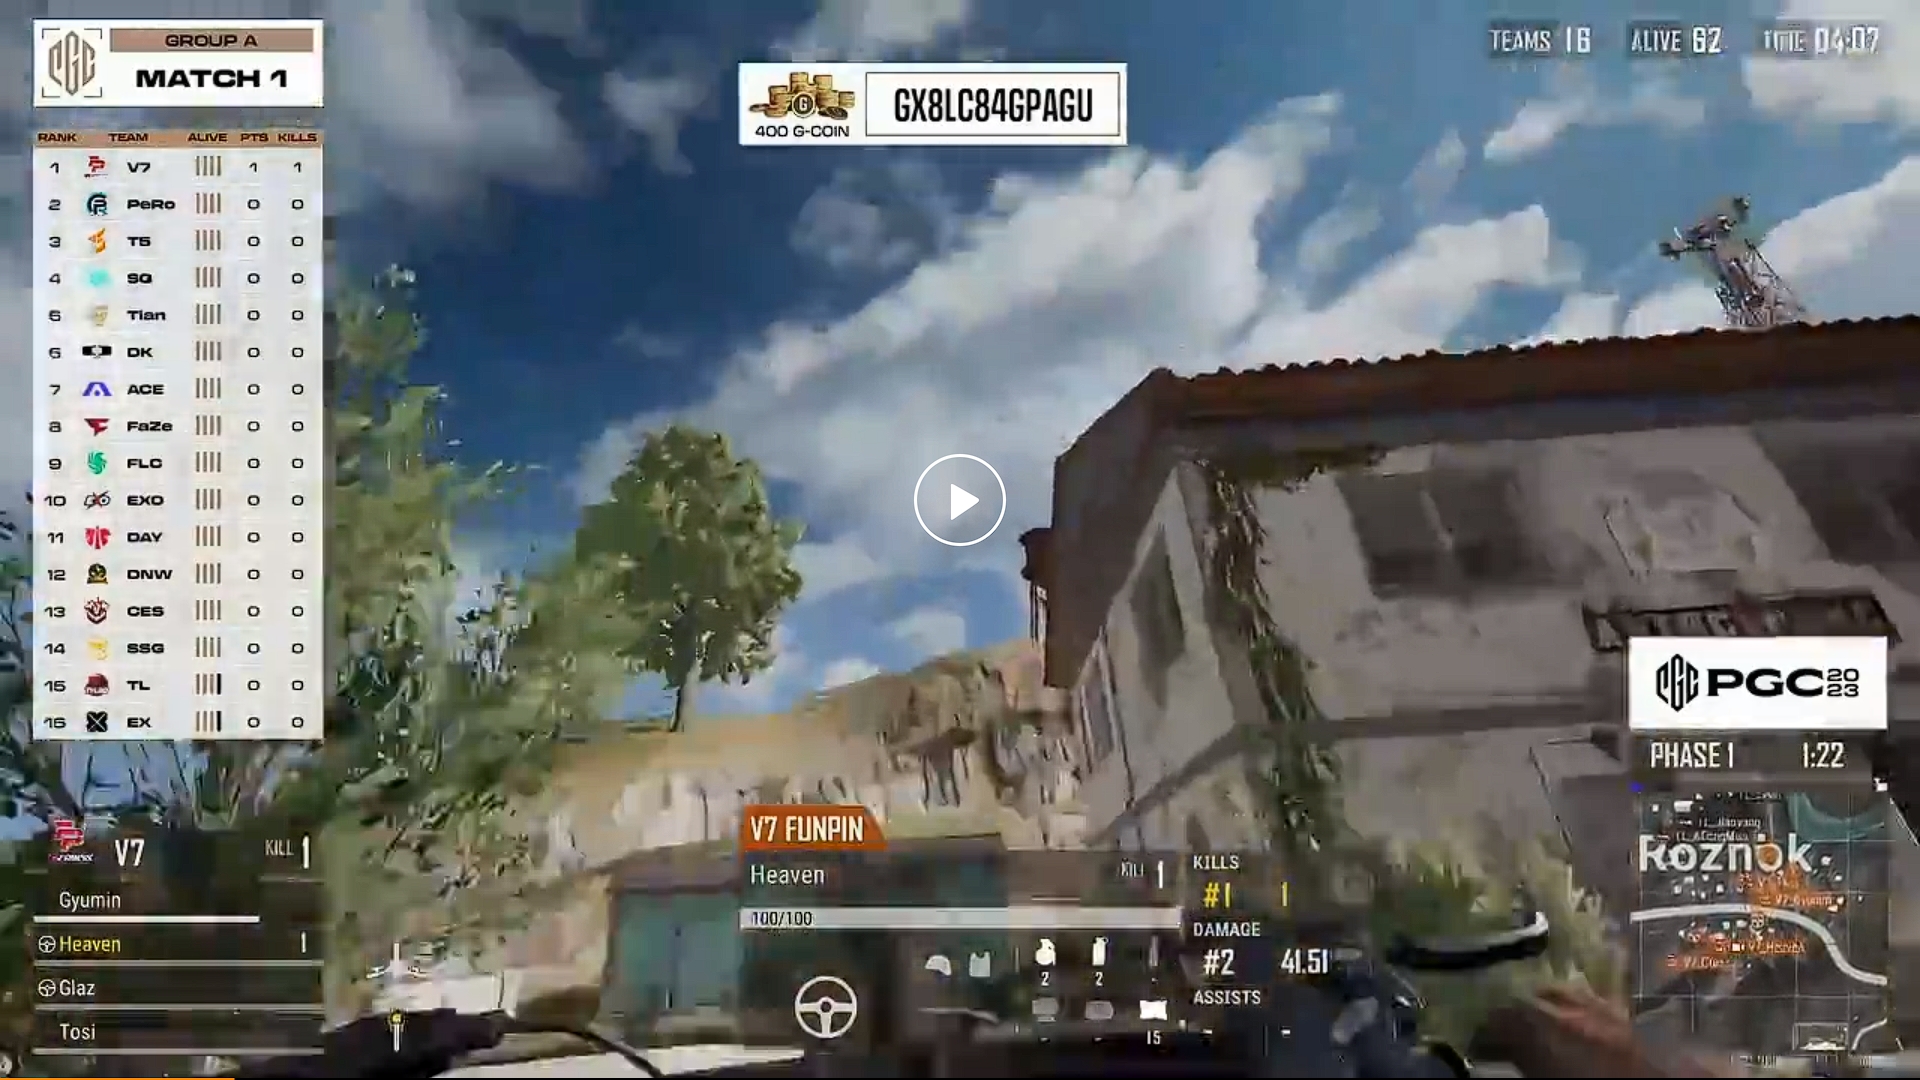 GROUP A
MATCH 1
RANK TEAM ALIVE PTS KILLS
1 V7 1 1
2 PeRo 0 0
3 T5 0 0
4 SQ 0 0
5 Tian 0 0
6 DK 0 0
7 ACE 0 0
8 FaZe 0 0
9 FLC 0 0
10 EXO 0 0
11 DAY 0 0
12 DNW 0 0
13 CES 0 0
14 SSG 0 0
15 TL 0 0
16 EX 0 0
400 G-COIN
GX8LC84GPAGU
TEAMS 16 ALIVE 62 TIME 04:07
PGC 2023
PHASE 1 1:22
Roznok
V7 KILL 1
Gyumin
Heaven 1
Glaz
Tosi
V7 FUNPIN
Heaven KILL 1
100/100
2 2
15
KILLS
#1 1
DAMAGE
#2 41.51
ASSISTS
- -